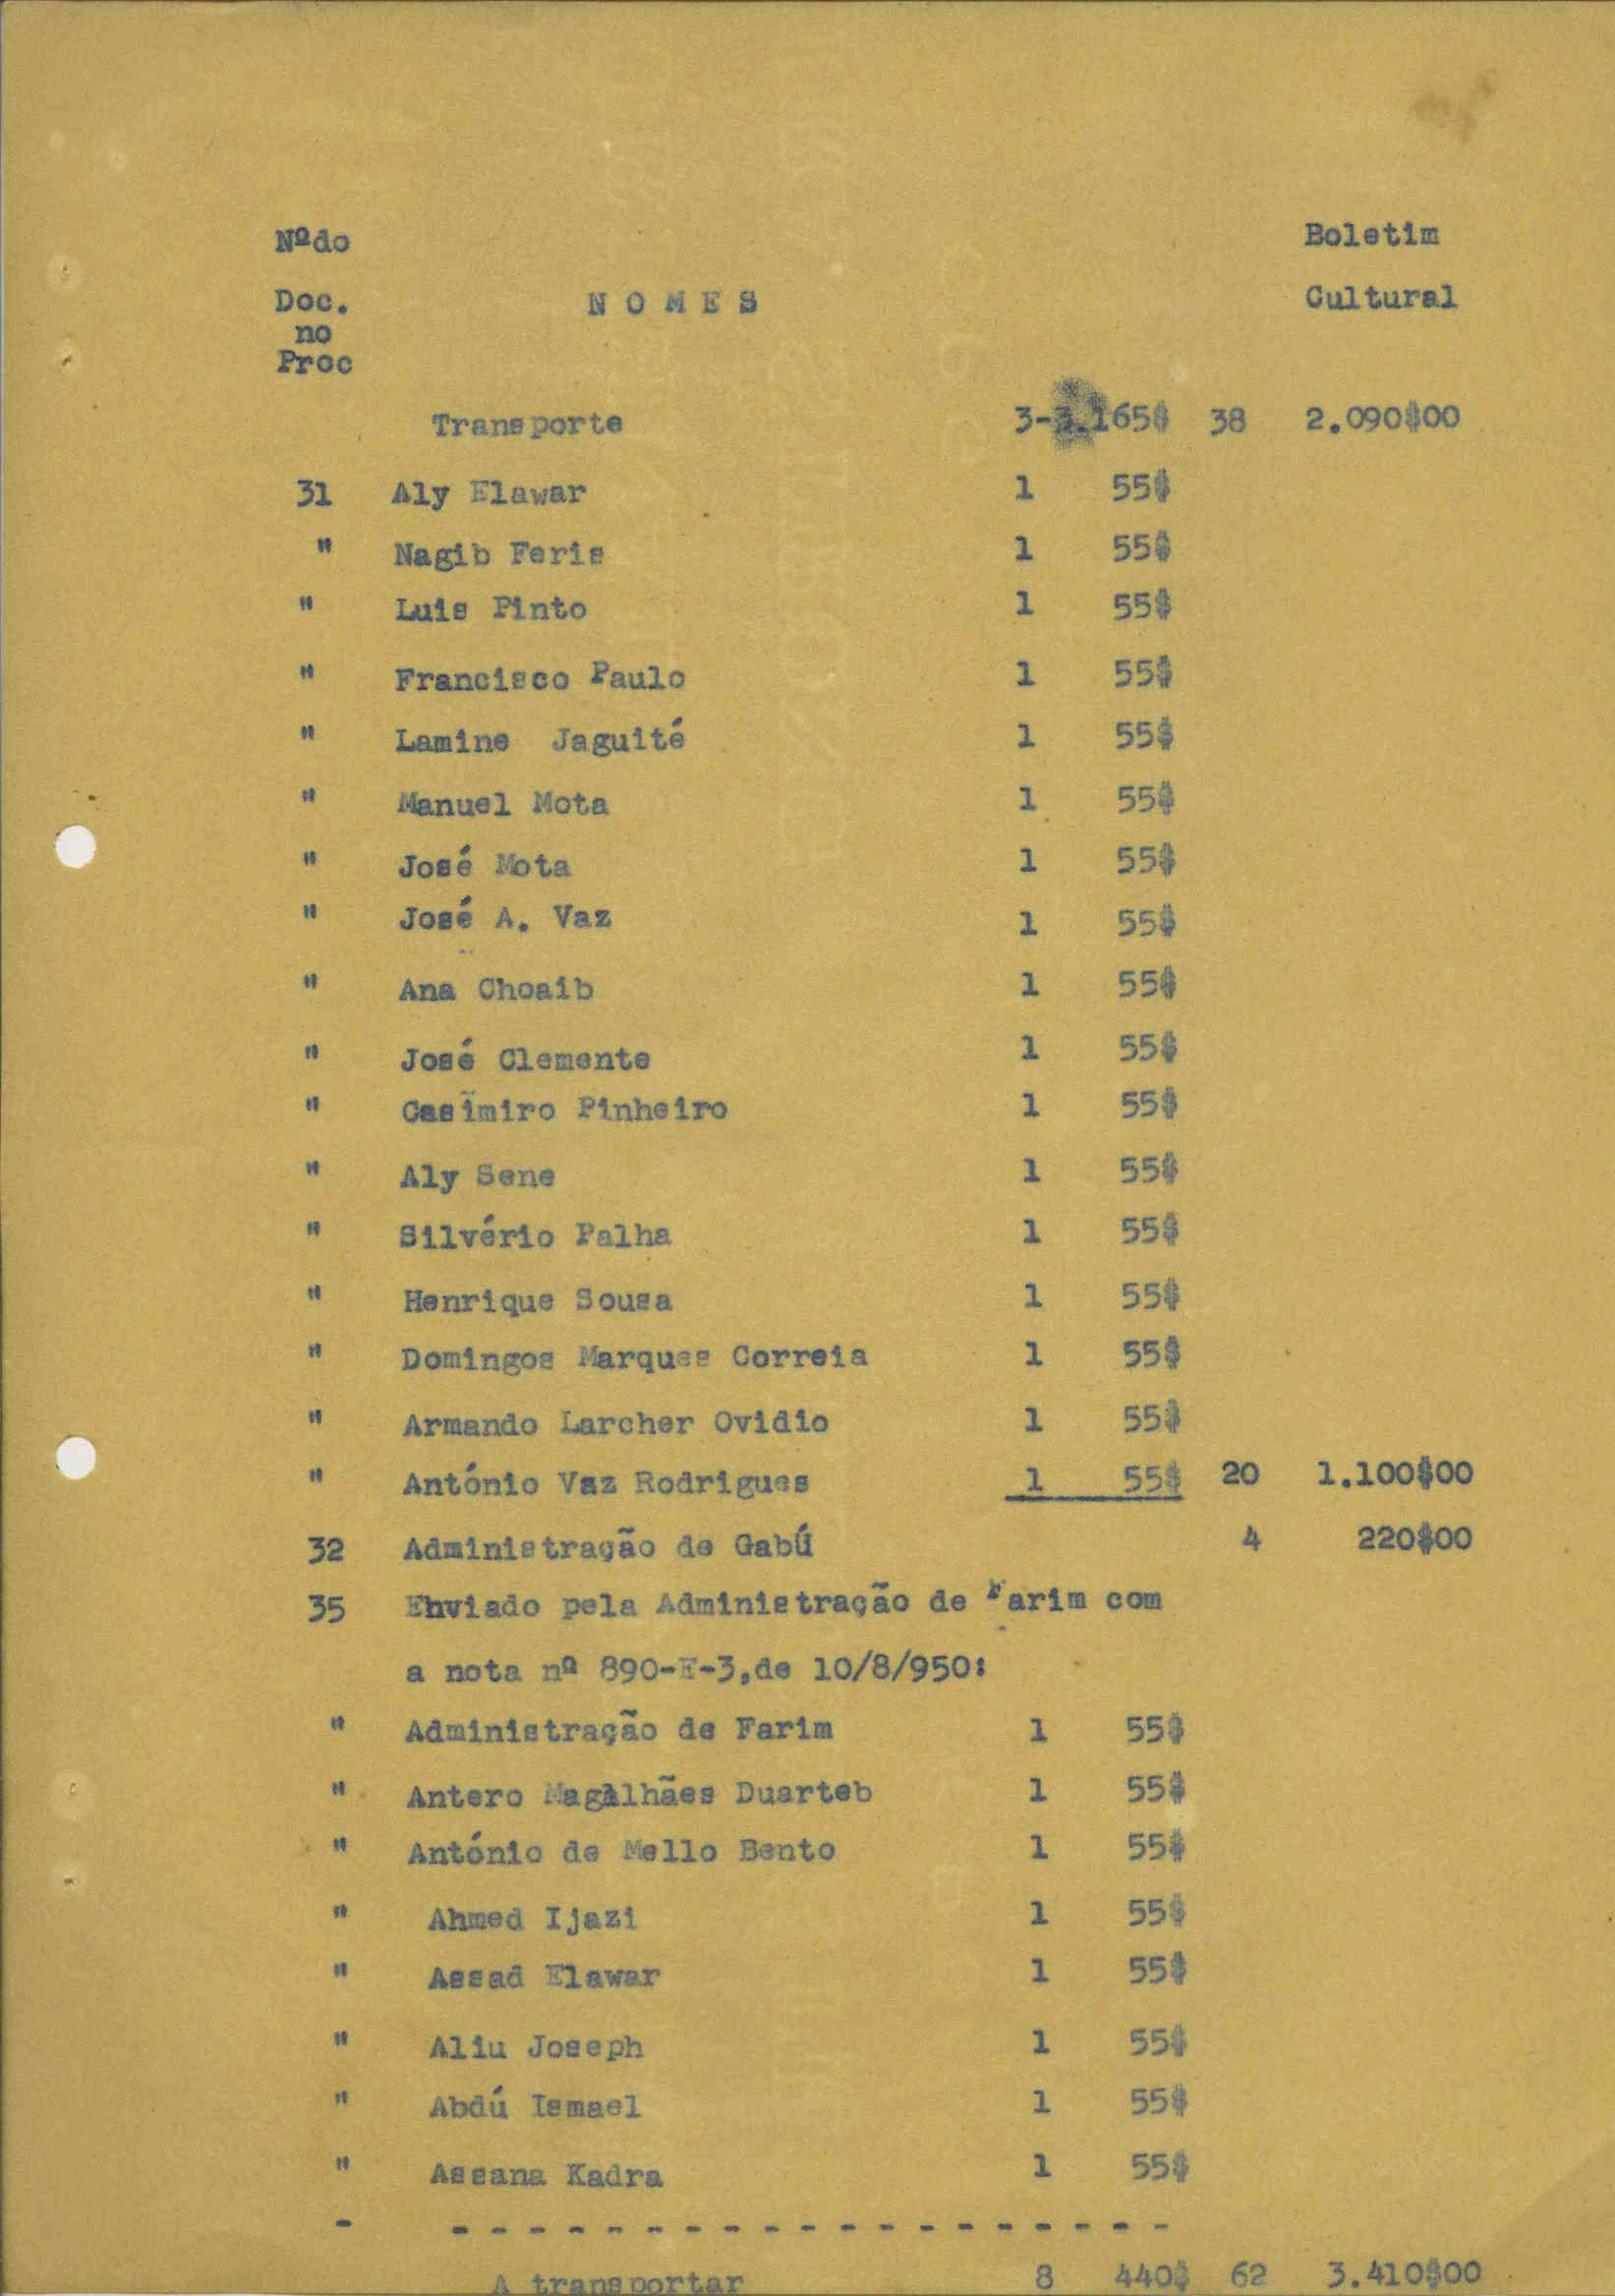 Nºdo Boletim
Doc. N O M E S Cultural
no
Proc
Transporte 3- 165$ 38 2.090$00
31 Aly Elawar 1 55$
" Nagib Feris 1 55$
" Luis Pinto 1 55$
" Francisco Paulo 1 55$
" Lamine Jaguité 1 55$
" Manuel Mota 1 55$
" José Mota 1 55$
" José A. Vaz 1 55$
" Ana Choaib 1 55$
" José Clemente 1 55$
" Casimiro Pinheiro 1 55$
" Aly Sene 1 55$
" Silvério Palha 1 55$
" Henrique Sousa 1 55$
" Domingos Marques Correia 1 55$
" Armando Larcher Ovidio 1 55$
" António Vaz Rodrigues 1 55$ 20 1.100$00
32 Administração de Gabú 4 220$00
35 Enviado pela Administração de Farim com
a nota nº 890-E-3,de 10/8/950:
" Administração de Farim 1 55$
" Antero Magalhães Duarteb 1 55$
" António de Mello Bento 1 55$
" Ahmed Ijazi 1 55$
" Assad Elawar 1 55$
" Aliu Joseph 1 55$
" Abdú Ismael 1 55$
" Assana Kadra 1 55$
- - - - - - - - - - - - - - - - - - - -
A transportar 8 440$ 62 3.410$00